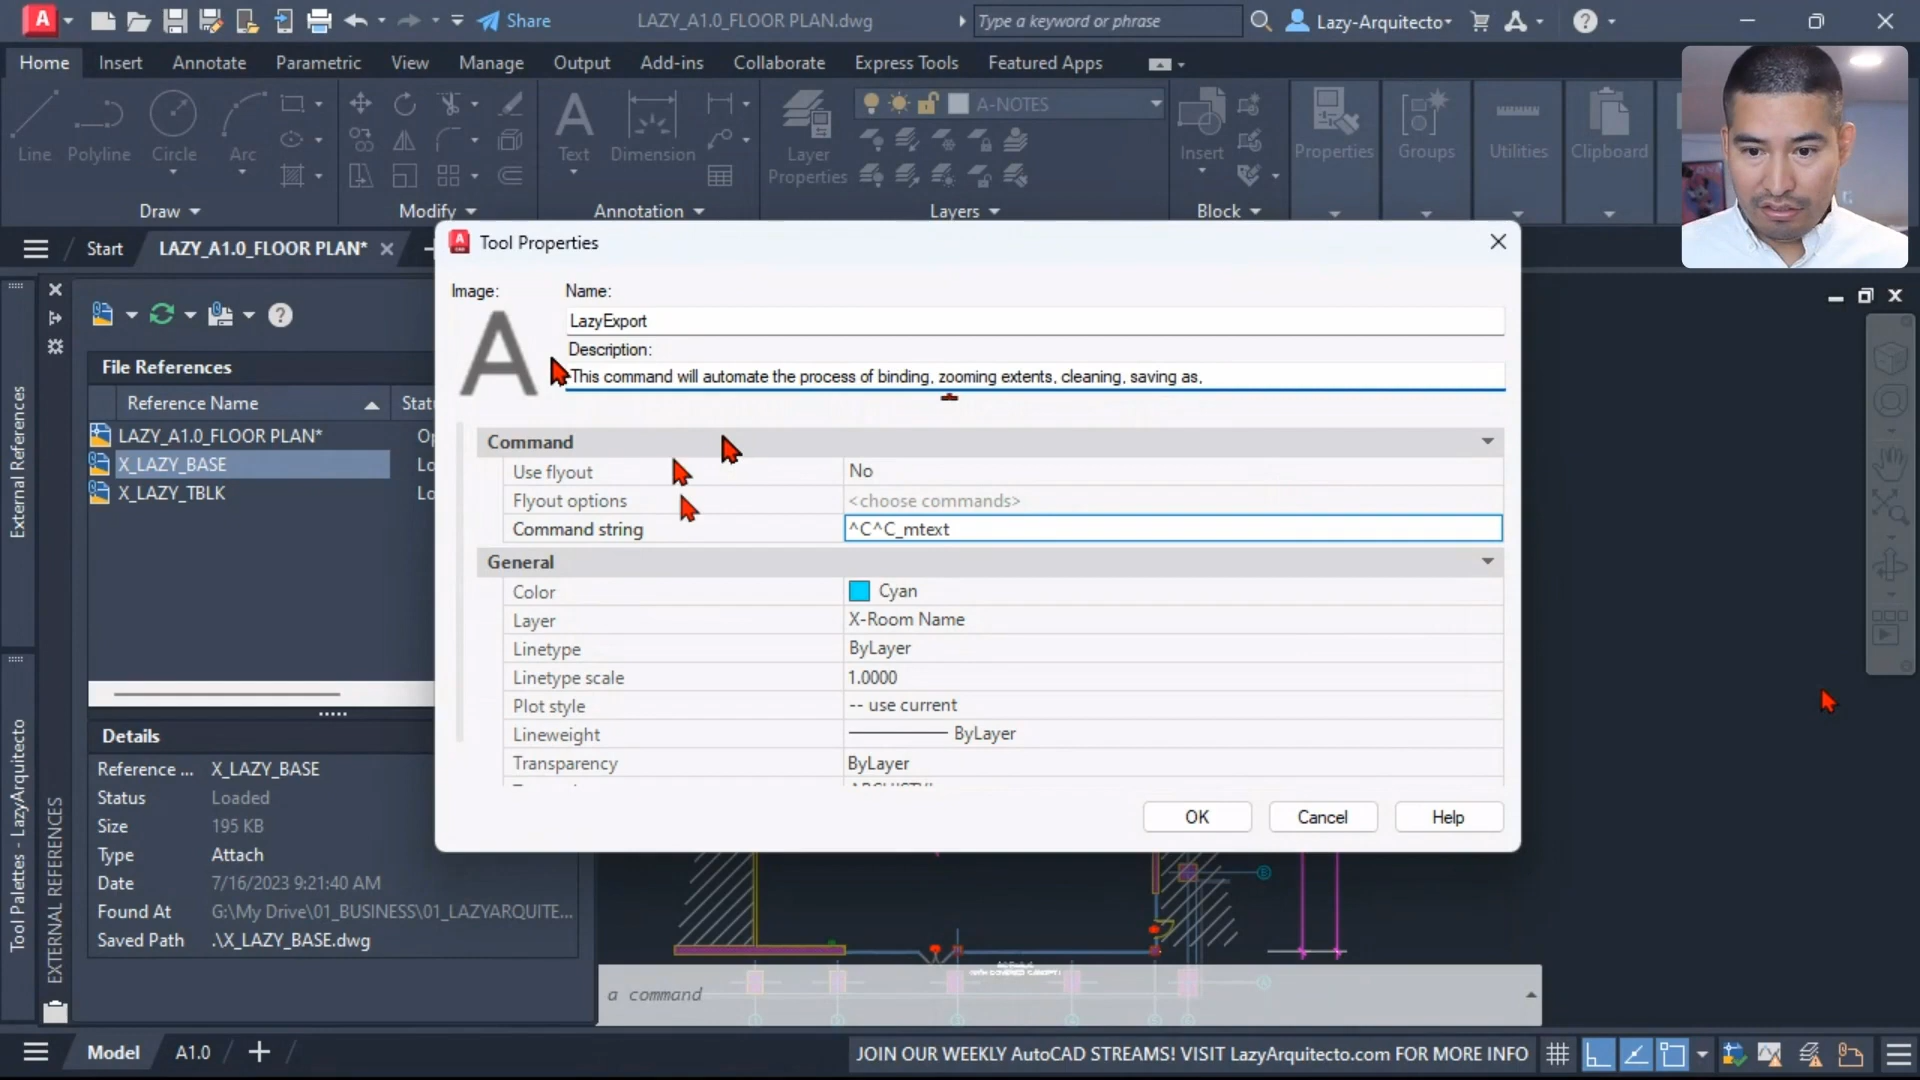 A
Share
LAZY_A1.0_FLOOR PLAN.dwg
Type a keyword or phrase
Lazy-Arquitecto
Home Insert Annotate Parametric View Manage Output Add-ins Collaborate Express Tools Featured Apps
A-NOTES
Line Polyline Circle Arc
Text Dimension
Layer Properties
Insert
Properties Groups Utilities Clipboard
Draw Modify Annotation Layers Block
Start LAZY_A1.0_FLOOR PLAN*
External References
File References
Reference Name
LAZY_A1.0_FLOOR PLAN*
X_LAZY_BASE
X_LAZY_TBLK
Details
Reference ... X_LAZY_BASE
Status Loaded
Size 195 KB
Type Attach
Date 7/16/2023 9:21:40 AM
Found At G:\My Drive\01_BUSINESS\01_LAZYARQUITE...
Saved Path .\X_LAZY_BASE.dwg
Tool Palettes - LazyArquitecto
EXTERNAL REFERENCES
Tool Properties
Image: Name:
LazyExport
Description:
This command will automate the process of binding, zooming extents, cleaning, saving as,
Command
Use flyout No
Flyout options <choose commands>
Command string ^C^C_mtext
General
Color Cyan
Layer X-Room Name
Linetype ByLayer
Linetype scale 1.0000
Plot style -- use current
Lineweight ByLayer
Transparency ByLayer
OK Cancel Help
a command
Model A1.0
JOIN OUR WEEKLY AutoCAD STREAMS! VISIT LazyArquitecto.com FOR MORE INFO